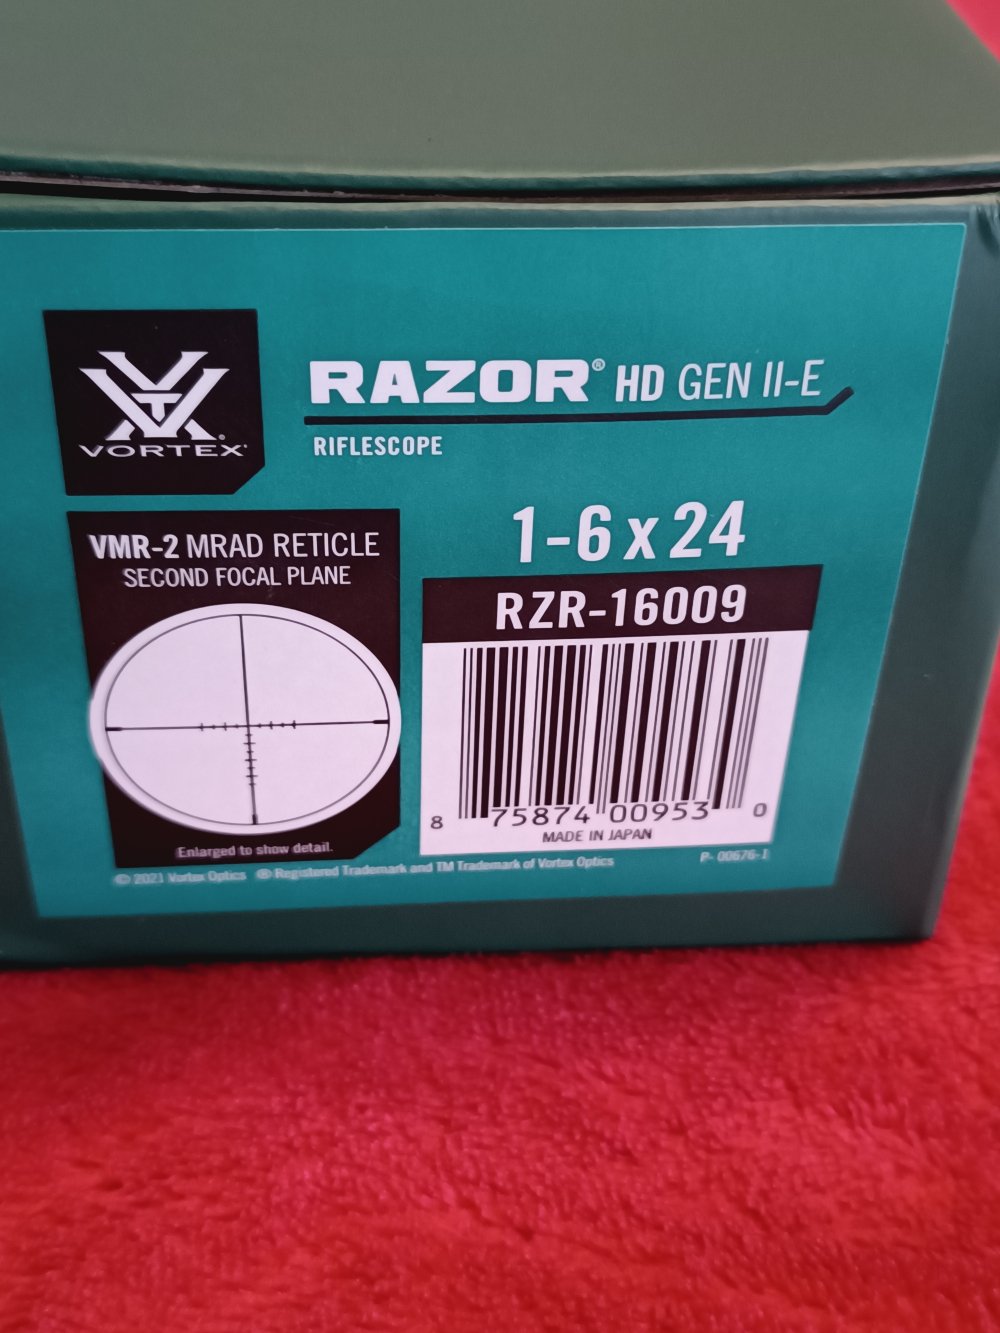 VORTEX®
RAZOR® HD GEN II-E
RIFLESCOPE
VMR-2 MRAD RETICLE
SECOND FOCAL PLANE
Enlarged to show detail.
1-6 x 24
RZR-16009
8 75874 00953 0
MADE IN JAPAN
© 2021 Vortex Optics ® Registered Trademark and TM Trademark of Vortex Optics
P- 00676-1